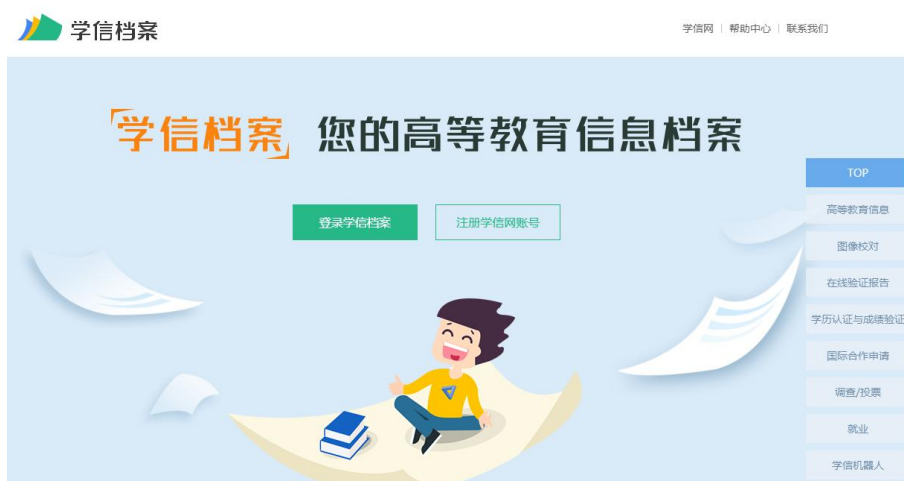 学信档案
学信网 | 帮助中心 | 联系我们
学信档案 您的高等教育信息档案
登录学信档案 注册学信网账号
TOP
高等教育信息
图像校对
在线验证报告
学历认证与成绩验证
国际合作申请
调查/投票
就业
学信机器人